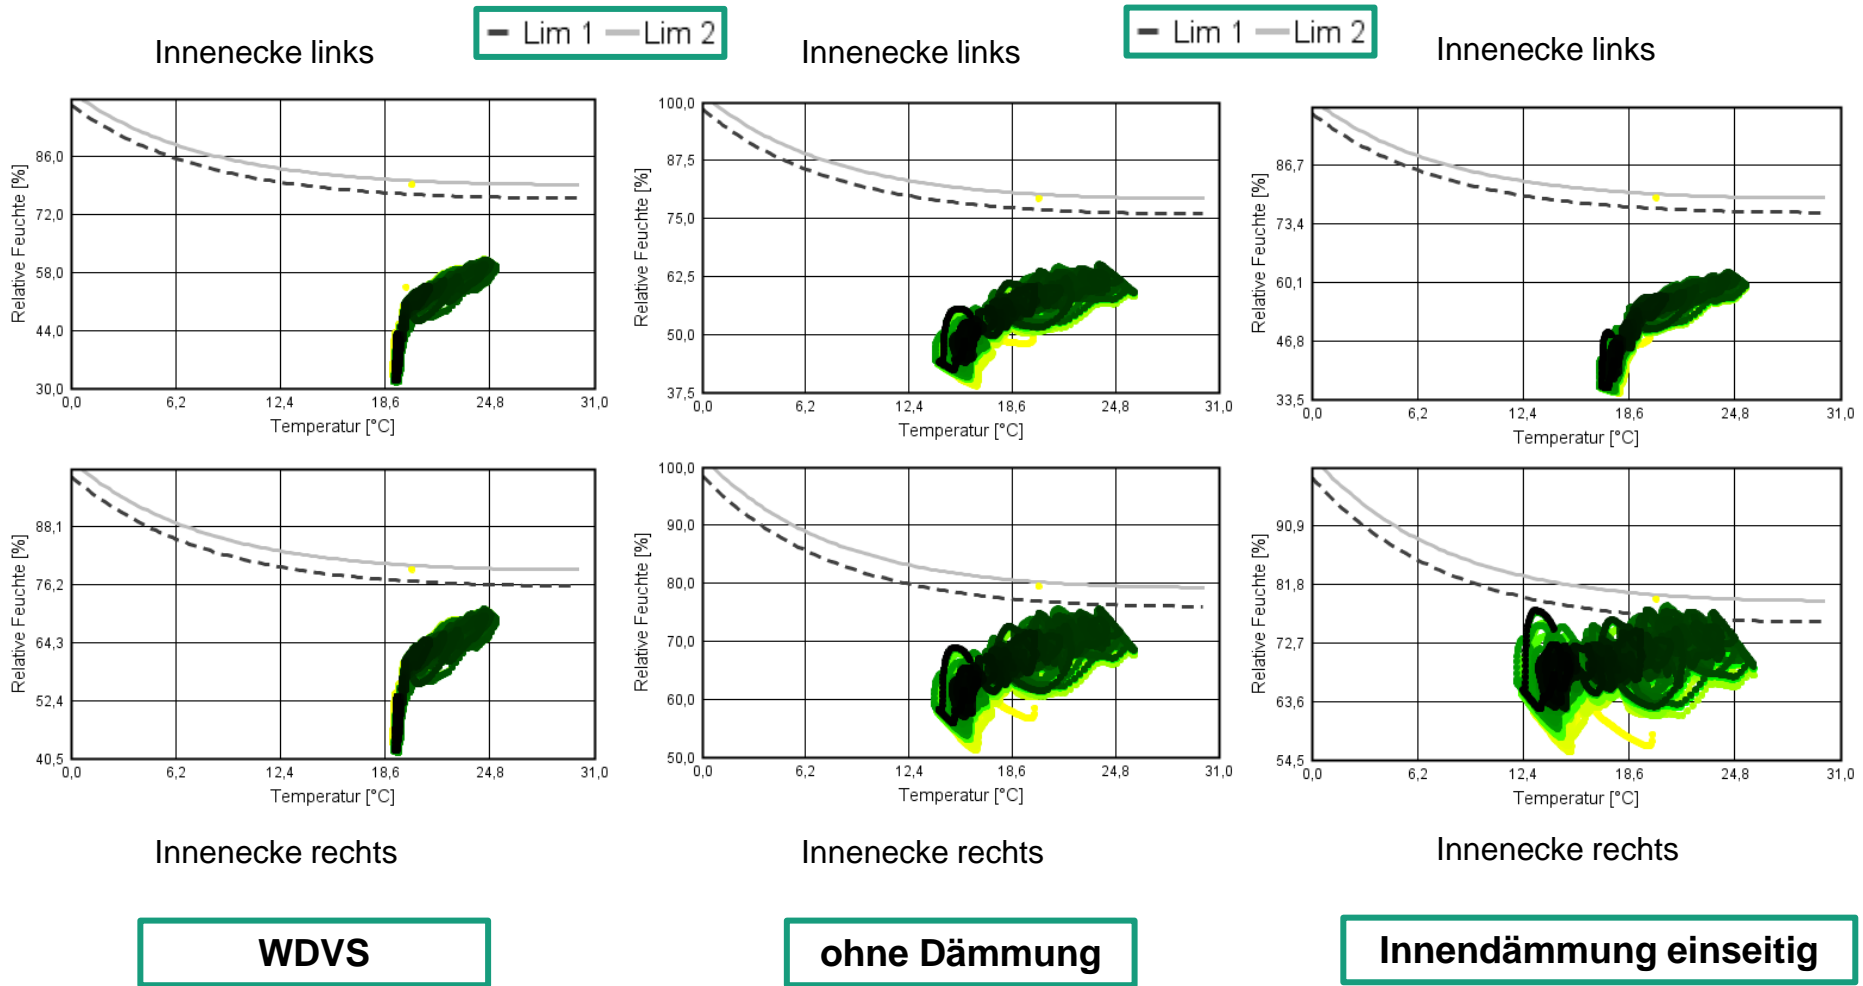 Innenecke links
Lim 1 Lim 2
Innenecke links
Lim 1 Lim 2
Innenecke links
Relative Feuchte [%]
86,0
72,0
58,0
44,0
30,0
0,0 6,2 12,4 18,6 24,8 31,0
Temperatur [°C]
Relative Feuchte [%]
100,0
87,5
75,0
62,5
50,0
37,5
0,0 6,2 12,4 18,6 24,8 31,0
Temperatur [°C]
Relative Feuchte [%]
86,7
73,4
60,1
46,8
33,5
0,0 6,2 12,4 18,6 24,8 31,0
Temperatur [°C]
Relative Feuchte [%]
88,1
76,2
64,3
52,4
40,5
0,0 6,2 12,4 18,6 24,8 31,0
Temperatur [°C]
Relative Feuchte [%]
100,0
90,0
80,0
70,0
60,0
50,0
0,0 6,2 12,4 18,6 24,8 31,0
Temperatur [°C]
Relative Feuchte [%]
90,9
81,8
72,7
63,6
54,5
0,0 6,2 12,4 18,6 24,8 31,0
Temperatur [°C]
Innenecke rechts
Innenecke rechts
Innenecke rechts
WDVS
ohne Dämmung
Innendämmung einseitig